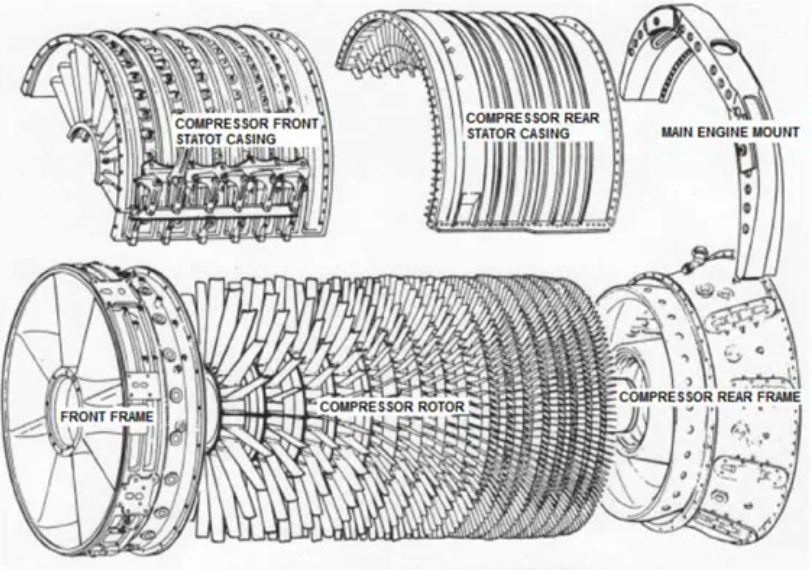 COMPRESSOR FRONT
STATOT CASING
COMPRESSOR REAR
STATOR CASING
MAIN ENGINE MOUNT
FRONT FRAME
COMPRESSOR ROTOR
COMPRESSOR REAR FRAME